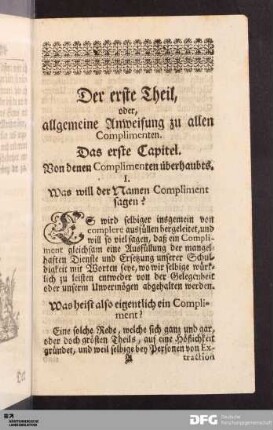 Der erste Theil,
oder,
allgemeine Anweisung zu allen
Complimenten.
Das erste Capitel.
Von denen Complimenten überhaubts.
I.
Was will der Namen Compliment
sagen?
ES wird selbiger insgemein von
complere ausfüllen hergeleitet, und
will so viel sagen, daß ein Compli-
ment gleichsam eine Ausfüllung der mangel-
hafften Dienste und Ersetzung unserer Schul-
digkeit mit Worten seye, wo wir selbige würk-
lich zu leisten entweder von der Gelegenheit
oder unserm Unvermögen abgehalten werden.
Was heist also eigentlich ein Compli-
ment?
Eine solche Rede, welche sich ganz und gar,
oder doch grösten Theils, auf eine Höflichkeit
gründet, und weil selbige bey Personen von Ex-
A
traction
DFG
Deutsche
Forschungsgemeinschaft